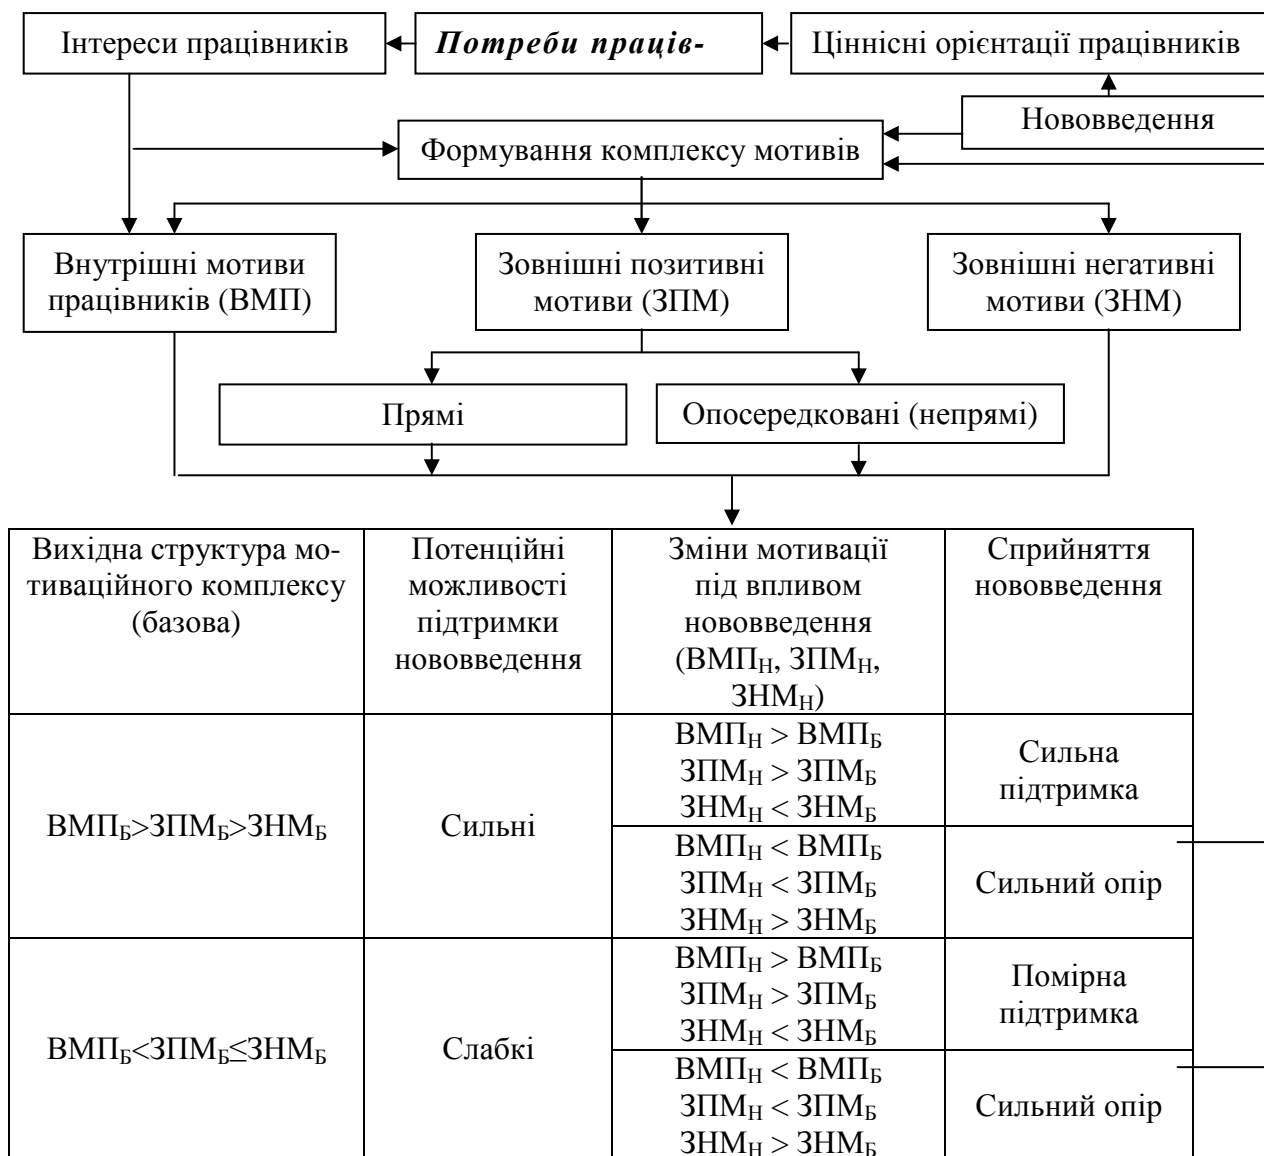 Інтереси працівників
Потреби праців-
Ціннісні орієнтації працівників
Нововведення
Формування комплексу мотивів
Внутрішні мотиви
працівників (ВМП)
Зовнішні позитивні
мотиви (ЗПМ)
Зовнішні негативні
мотиви (ЗНМ)
Прямі
Опосередковані (непрямі)
Вихідна структура мо-
тиваційного комплексу
(базова)
Потенційні
можливості
підтримки
нововведення
Зміни мотивації
під впливом
нововведення
(ВМПН, ЗПМН,
ЗНМН)
Сприйняття
нововведення
ВМПБ>ЗПМБ>ЗНМБ
Сильні
ВМПН > ВМПБ
ЗПМН > ЗПМБ
ЗНМН < ЗНМБ
Сильна
підтримка
ВМПН < ВМПБ
ЗПМН < ЗПМБ
ЗНМН > ЗНМБ
Сильний опір
ВМПБ<ЗПМБ≤ЗНМБ
Слабкі
ВМПН > ВМПБ
ЗПМН > ЗПМБ
ЗНМН < ЗНМБ
Помірна
підтримка
ВМПН < ВМПБ
ЗПМН < ЗПМБ
ЗНМН > ЗНМБ
Сильний опір